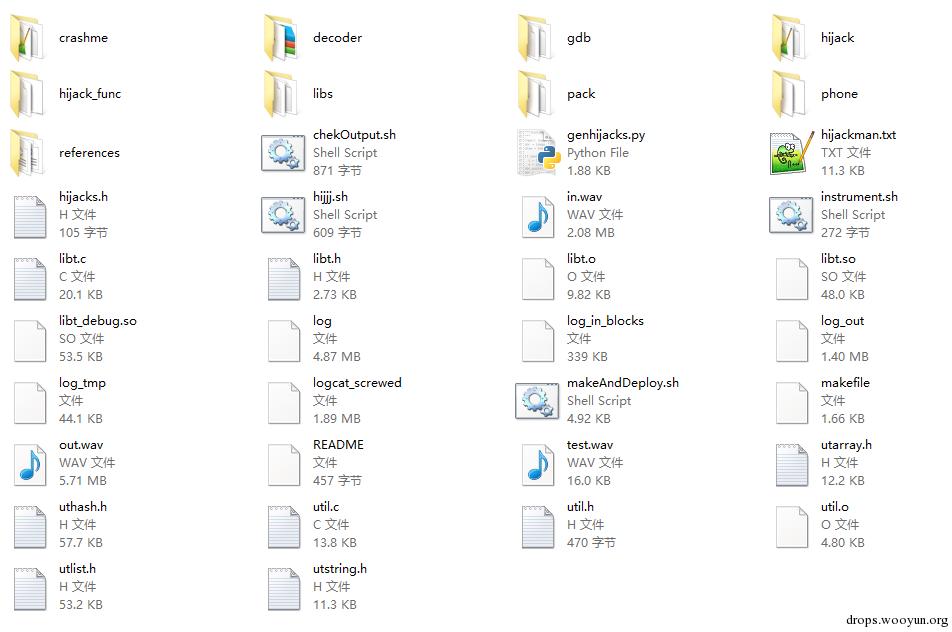 crashme
decoder
gdb
hijack
hijack_func
libs
pack
phone
references
chekOutput.sh
Shell Script
871 字节
genhijacks.py
Python File
1.88 KB
hijackman.txt
TXT 文件
11.3 KB
hijacks.h
H 文件
105 字节
hijjj.sh
Shell Script
609 字节
in.wav
WAV 文件
2.08 MB
instrument.sh
Shell Script
272 字节
libt.c
C 文件
20.1 KB
libt.h
H 文件
2.73 KB
libt.o
O 文件
9.82 KB
libt.so
SO 文件
48.0 KB
libt_debug.so
SO 文件
53.5 KB
log
文件
4.87 MB
log_in_blocks
文件
339 KB
log_out
文件
1.40 MB
log_tmp
文件
44.1 KB
logcat_screwed
文件
1.89 MB
makeAndDeploy.sh
Shell Script
4.92 KB
makefile
文件
1.66 KB
out.wav
WAV 文件
5.71 MB
README
文件
457 字节
test.wav
WAV 文件
16.0 KB
utarray.h
H 文件
12.2 KB
uthash.h
H 文件
57.7 KB
util.c
C 文件
13.8 KB
util.h
H 文件
470 字节
util.o
O 文件
4.80 KB
utlist.h
H 文件
53.2 KB
utstring.h
H 文件
11.3 KB
drops.wooyun.org